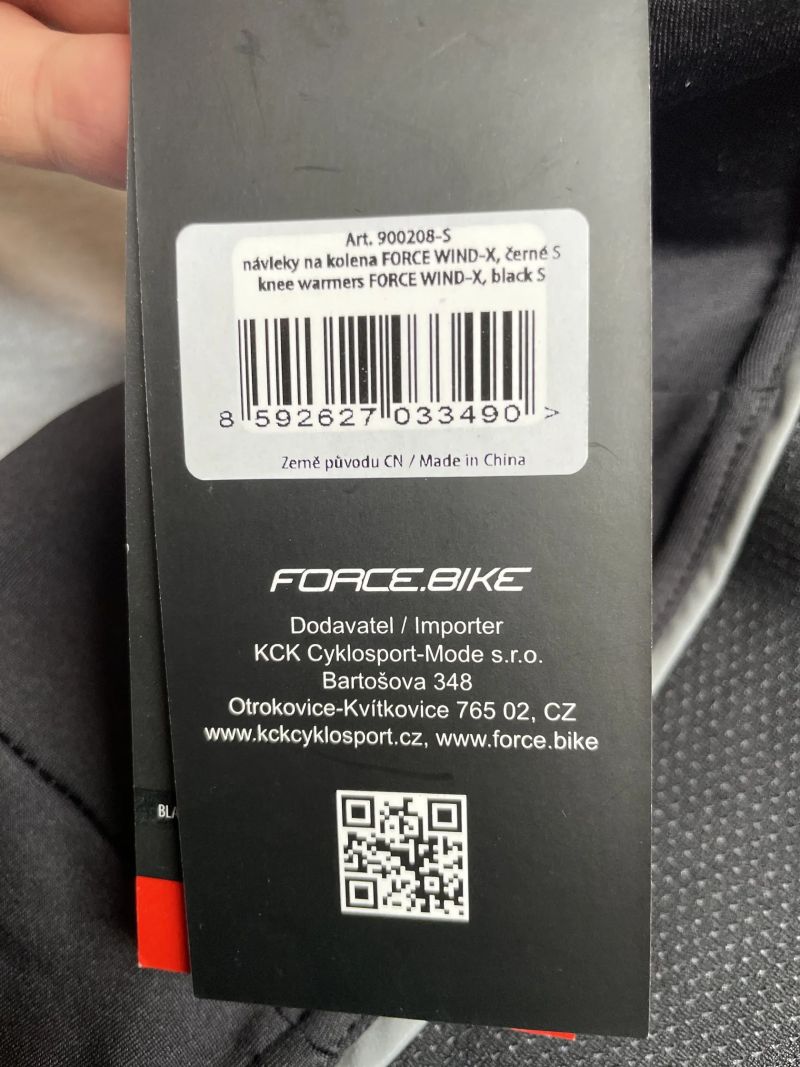 Art. 900208-S
návleky na kolena FORCE WIND-X, černé S
knee warmers FORCE WIND-X, black S
8 592627 033490 >
Země původu CN / Made in China
FORCE.BIKE
Dodavatel / Importer
KCK Cyklosport-Mode s.r.o.
Bartošova 348
Otrokovice-Kvítkovice 765 02, CZ
www.kckcyklosport.cz, www.force.bike